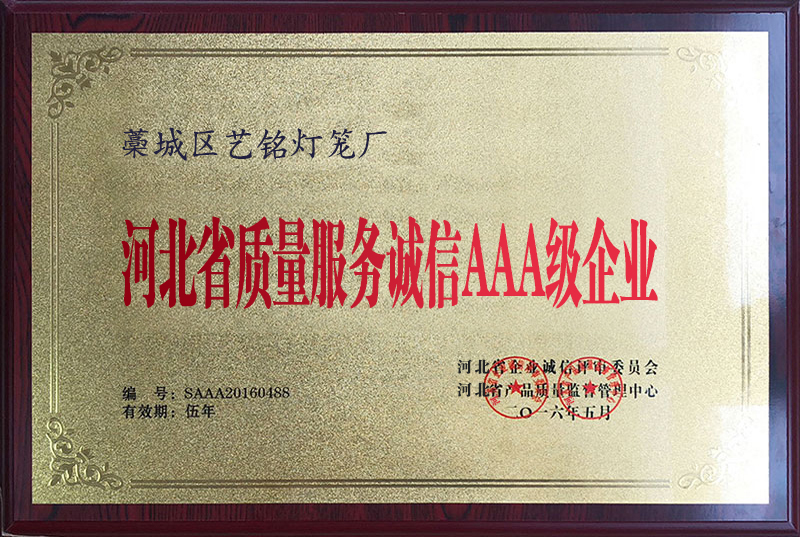 藁城区艺铭灯笼厂
河北省质量服务诚信AAA级企业
河北省企业诚信评审委员会
河北省产品质量监督管理中心
二〇一六年五月
编 号：SAAA20160488
有效期：伍年